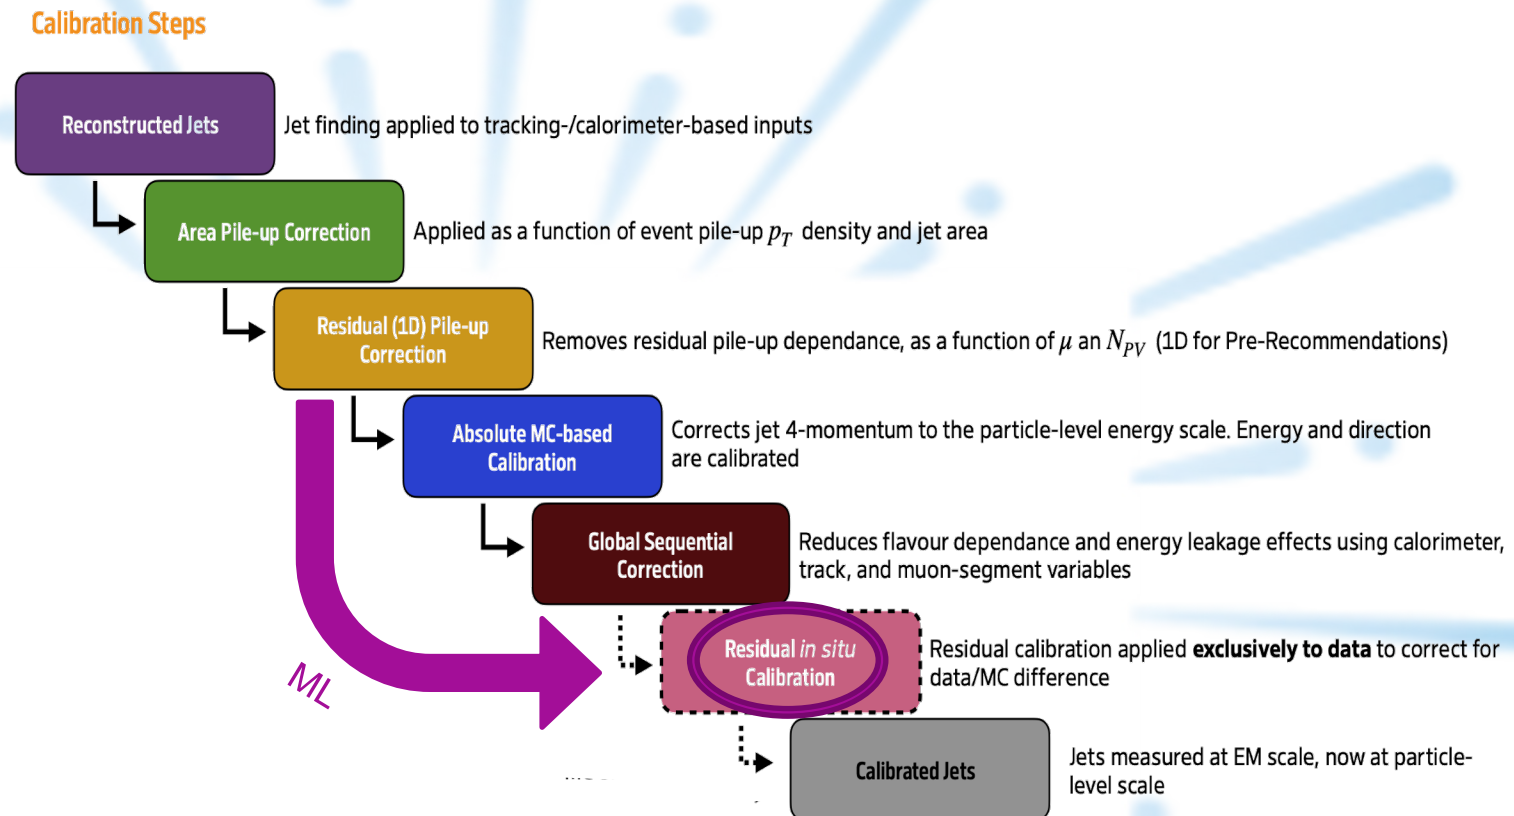 Calibration Steps
Reconstructed Jets
Jet finding applied to tracking-/calorimeter-based inputs
Area Pile-up Correction
Applied as a function of event pile-up p_T density and jet area
Residual (1D) Pile-up
Correction
Removes residual pile-up dependance, as a function of μ an N_PV (1D for Pre-Recommendations)
Absolute MC-based
Calibration
Corrects jet 4-momentum to the particle-level energy scale. Energy and direction
are calibrated
Global Sequential
Correction
Reduces flavour dependance and energy leakage effects using calorimeter,
track, and muon-segment variables
ML
Residual in situ
Calibration
Residual calibration applied exclusively to data to correct for
data/MC difference
Calibrated Jets
Jets measured at EM scale, now at particle-
level scale